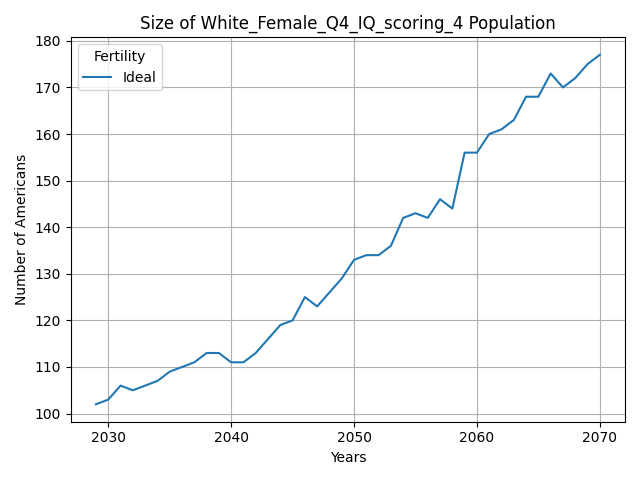 Size of White_Female_Q4_IQ_scoring_4 Population
Fertility
Ideal
Number of Americans
180
170
160
150
140
130
120
110
100
2030 2040 2050 2060 2070
Years